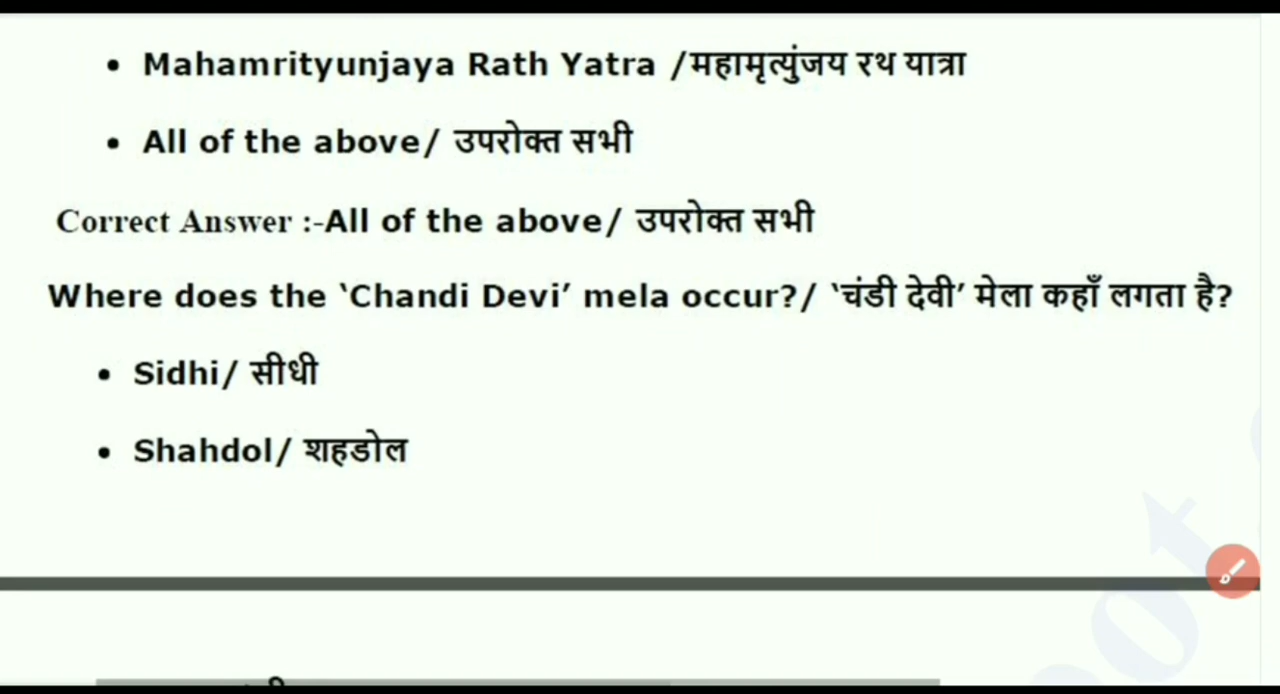 • Mahamrityunjaya Rath Yatra /महामृत्युंजय रथ यात्रा
• All of the above/ उपरोक्त सभी
Correct Answer :-All of the above/ उपरोक्त सभी
Where does the ‘Chandi Devi’ mela occur?/ ‘चंडी देवी’ मेला कहाँ लगता है?
• Sidhi/ सीधी
• Shahdol/ शहडोल